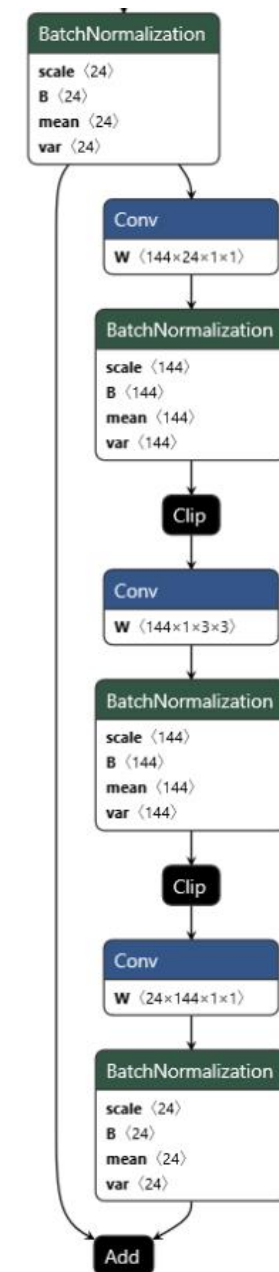 BatchNormalization
scale ⟨24⟩
B ⟨24⟩
mean ⟨24⟩
var ⟨24⟩
Conv
W ⟨144×24×1×1⟩
BatchNormalization
scale ⟨144⟩
B ⟨144⟩
mean ⟨144⟩
var ⟨144⟩
Clip
Conv
W ⟨144×1×3×3⟩
BatchNormalization
scale ⟨144⟩
B ⟨144⟩
mean ⟨144⟩
var ⟨144⟩
Clip
Conv
W ⟨24×144×1×1⟩
BatchNormalization
scale ⟨24⟩
B ⟨24⟩
mean ⟨24⟩
var ⟨24⟩
Add